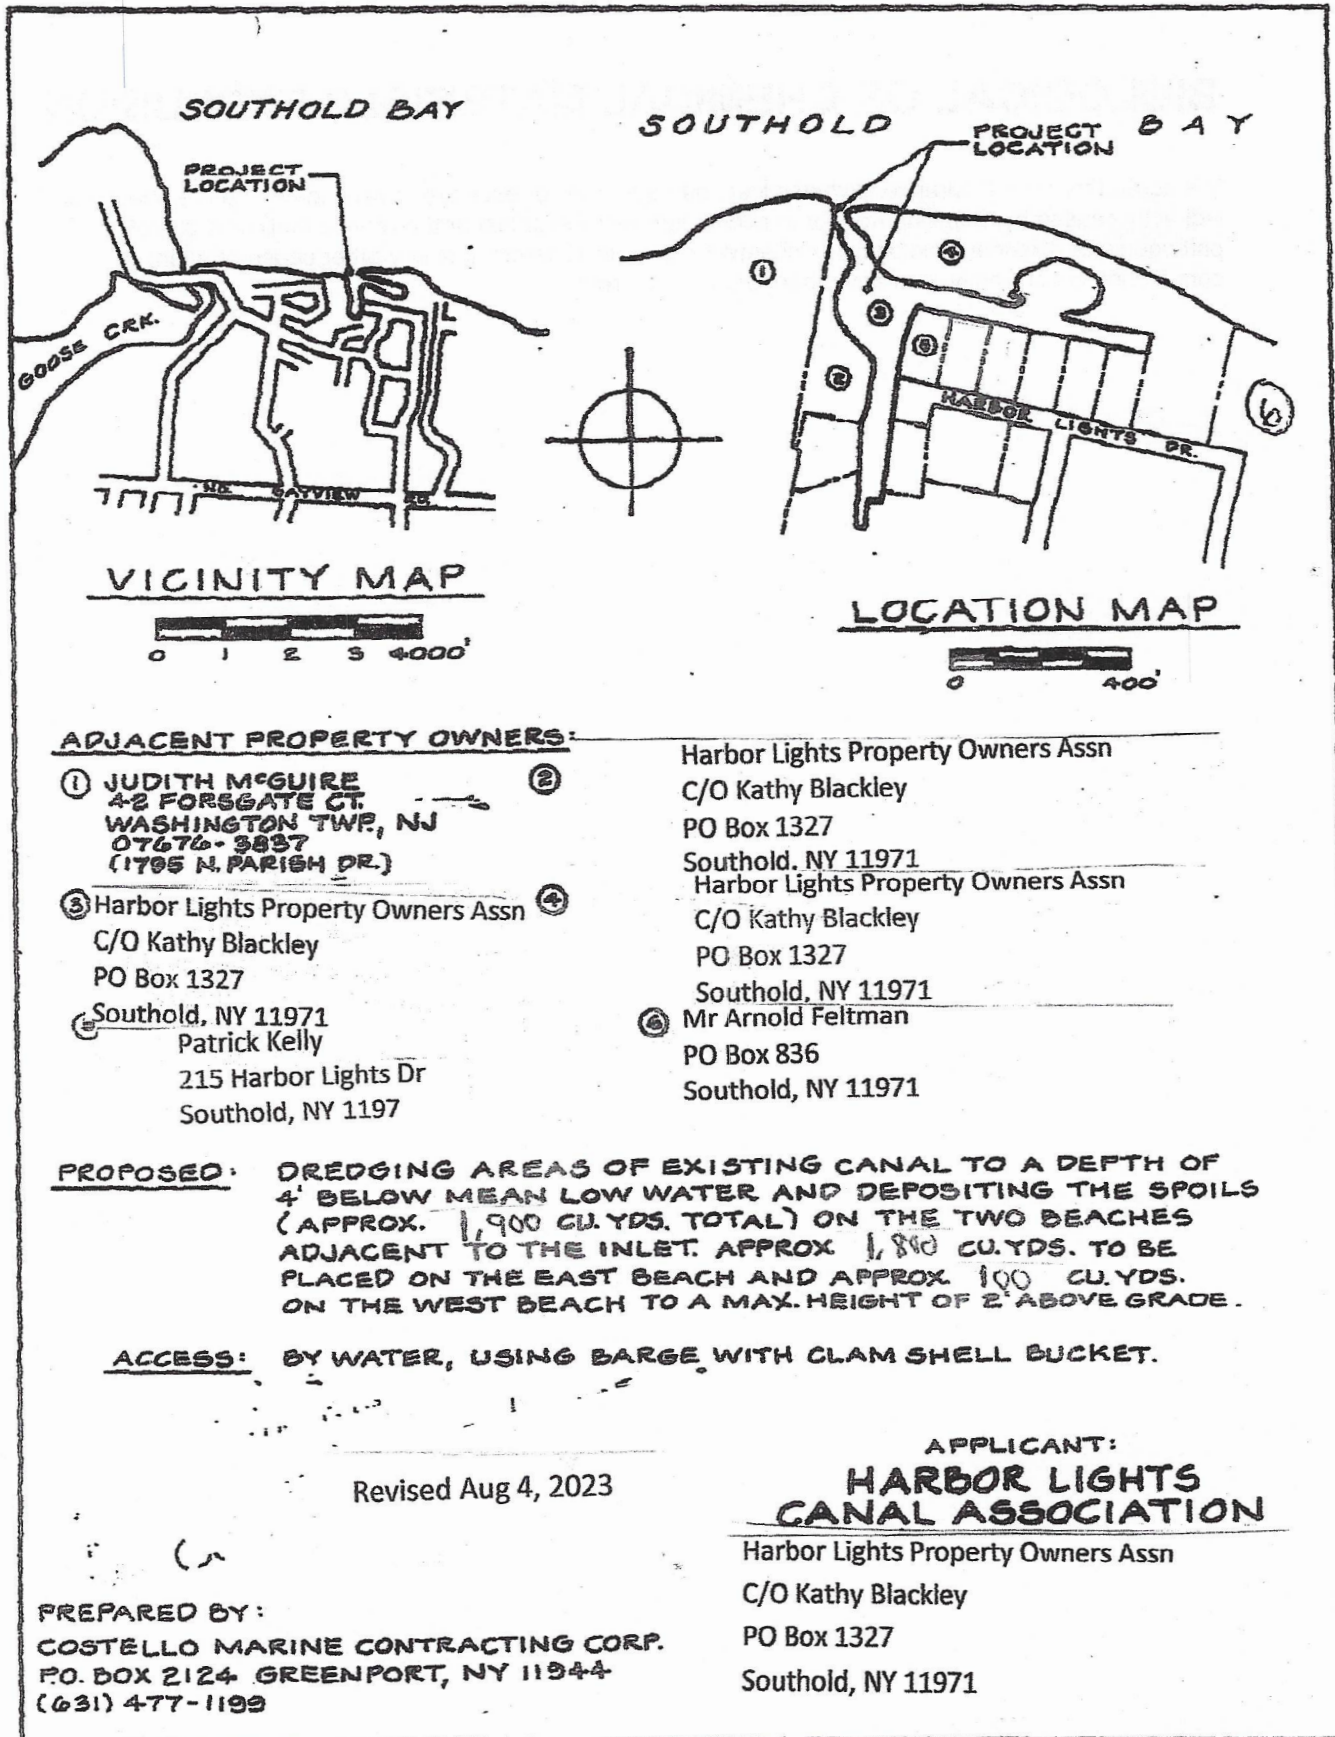 SOUTHOLD BAY
PROJECT
LOCATION
GOOSE CRK.
NO. BAYVIEW RD.
VICINITY MAP
0 1 2 3 4000'
SOUTHOLD BAY
PROJECT
LOCATION
1
4
3
5
2
6
HARBOR LIGHTS DR.
LOCATION MAP
0 400'
ADJACENT PROPERTY OWNERS:
1 JUDITH McGUIRE
42 FORSGATE CT.
WASHINGTON TWP., NJ
07676-3837
(1795 N. PARISH DR.)
2 Harbor Lights Property Owners Assn
C/O Kathy Blackley
PO Box 1327
Southold, NY 11971
3 Harbor Lights Property Owners Assn
C/O Kathy Blackley
PO Box 1327
Southold, NY 11971
4 Harbor Lights Property Owners Assn
C/O Kathy Blackley
PO Box 1327
Southold, NY 11971
Patrick Kelly
215 Harbor Lights Dr
Southold, NY 1197
6 Mr Arnold Feltman
PO Box 836
Southold, NY 11971
PROPOSED: DREDGING AREAS OF EXISTING CANAL TO A DEPTH OF
4' BELOW MEAN LOW WATER AND DEPOSITING THE SPOILS
(APPROX. 1,900 CU. YDS. TOTAL) ON THE TWO BEACHES
ADJACENT TO THE INLET. APPROX CU. YDS. TO BE
PLACED ON THE EAST BEACH AND APPROX. 100 CU. YDS.
ON THE WEST BEACH TO A MAX. HEIGHT OF 2' ABOVE GRADE.
ACCESS: BY WATER, USING BARGE WITH CLAM SHELL BUCKET.
Revised Aug 4, 2023
APPLICANT:
HARBOR LIGHTS
CANAL ASSOCIATION
Harbor Lights Property Owners Assn
C/O Kathy Blackley
PO Box 1327
Southold, NY 11971
PREPARED BY:
COSTELLO MARINE CONTRACTING CORP.
P.O. BOX 2124 GREENPORT, NY 11944
(631) 477-1199